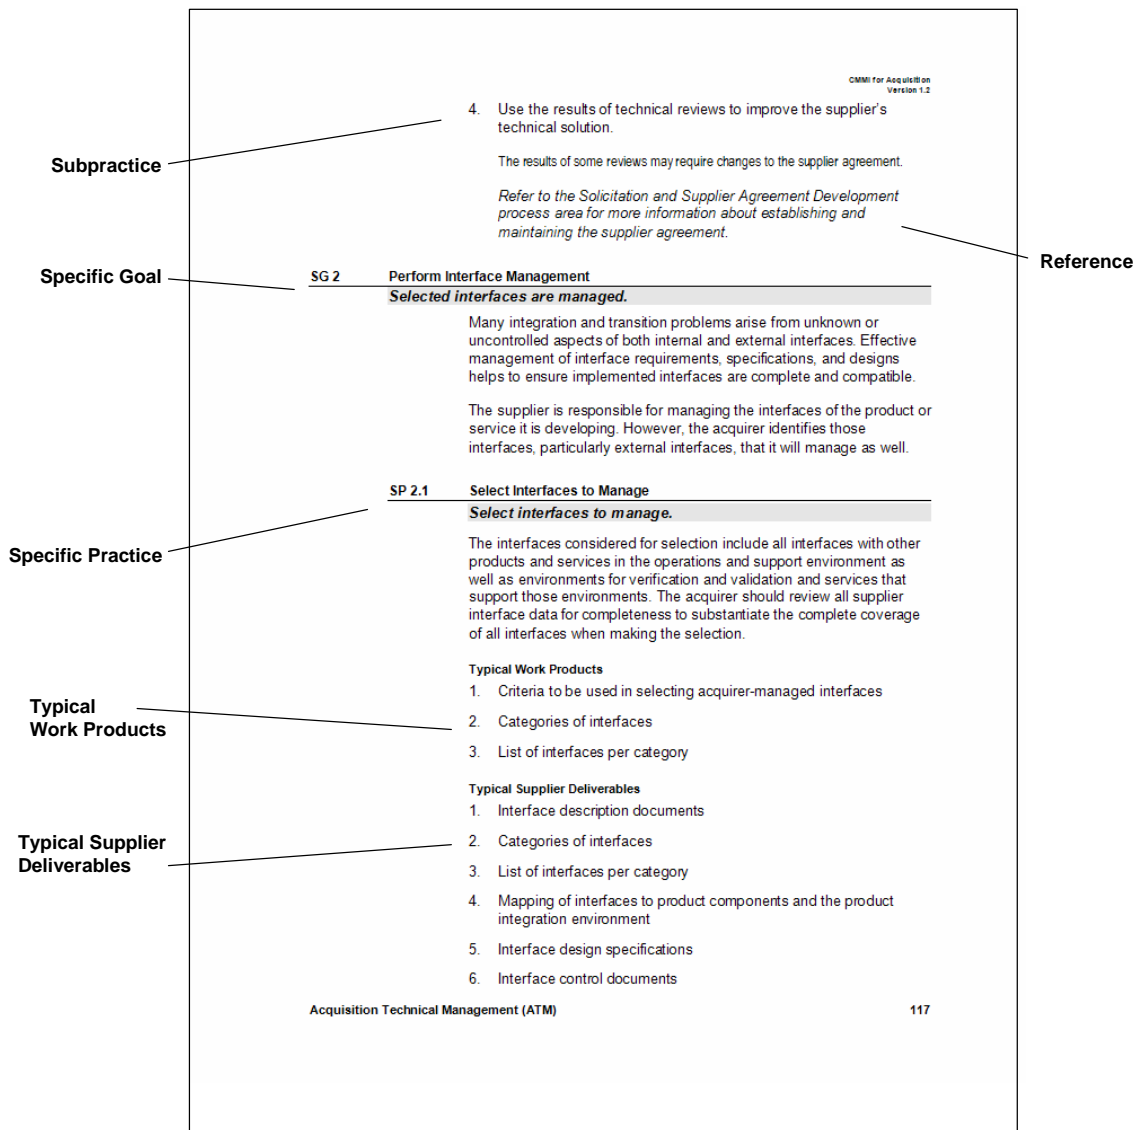 CMMI for Acquisition
Version 1.2
4. Use the results of technical reviews to improve the supplier's
technical solution.
Subpractice
The results of some reviews may require changes to the supplier agreement.
Refer to the Solicitation and Supplier Agreement Development
process area for more information about establishing and
maintaining the supplier agreement.
Reference
Specific Goal
SG 2 Perform Interface Management
Selected interfaces are managed.
Many integration and transition problems arise from unknown or
uncontrolled aspects of both internal and external interfaces. Effective
management of interface requirements, specifications, and designs
helps to ensure implemented interfaces are complete and compatible.
The supplier is responsible for managing the interfaces of the product or
service it is developing. However, the acquirer identifies those
interfaces, particularly external interfaces, that it will manage as well.
SP 2.1 Select Interfaces to Manage
Select interfaces to manage.
Specific Practice
The interfaces considered for selection include all interfaces with other
products and services in the operations and support environment as
well as environments for verification and validation and services that
support those environments. The acquirer should review all supplier
interface data for completeness to substantiate the complete coverage
of all interfaces when making the selection.
Typical Work Products
1. Criteria to be used in selecting acquirer-managed interfaces
Typical
Work Products
2. Categories of interfaces
3. List of interfaces per category
Typical Supplier Deliverables
1. Interface description documents
Typical Supplier
Deliverables
2. Categories of interfaces
3. List of interfaces per category
4. Mapping of interfaces to product components and the product
integration environment
5. Interface design specifications
6. Interface control documents
Acquisition Technical Management (ATM) 117